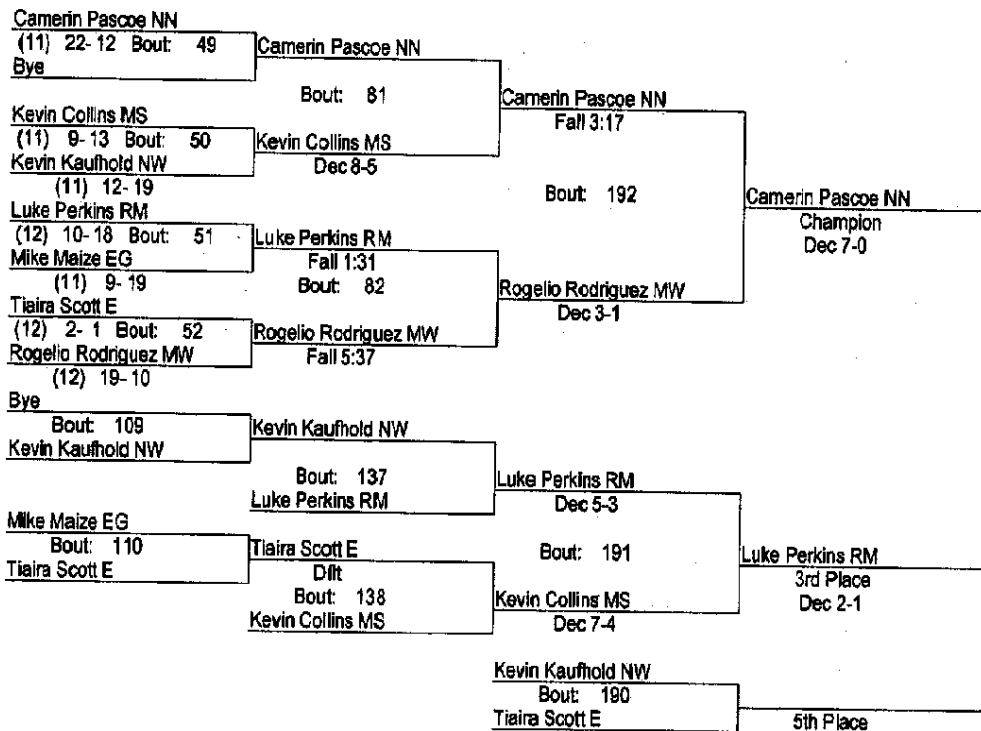 Camerin Pascoe NN
(11) 22-12 Bout: 49
Bye
Camerin Pascoe NN
Bout: 81
Kevin Collins MS
(11) 9-13 Bout: 50
Kevin Kaufhold NW
(11) 12-19
Kevin Collins MS
Dec 8-5
Camerin Pascoe NN
Fall 3:17
Bout: 192
Luke Perkins RM
(12) 10-18 Bout: 51
Mike Maize EG
(11) 9-19
Luke Perkins RM
Fall 1:31
Bout: 82
Tiaira Scott E
(12) 2-1 Bout: 52
Rogelio Rodriguez MW
(12) 19-10
Rogelio Rodriguez MW
Fall 5:37
Rogelio Rodriguez MW
Dec 3-1
Camerin Pascoe NN
Champion
Dec 7-0
Bye
Bout: 109
Kevin Kaufhold NW
Kevin Kaufhold NW
Bout: 137
Luke Perkins RM
Luke Perkins RM
Dec 5-3
Bout: 191
Mike Maize EG
Bout: 110
Tiaira Scott E
Tiaira Scott E
Dflt
Bout: 138
Kevin Collins MS
Kevin Collins MS
Dec 7-4
Luke Perkins RM
3rd Place
Dec 2-1
Kevin Kaufhold NW
Bout: 190
Tiaira Scott E
5th Place